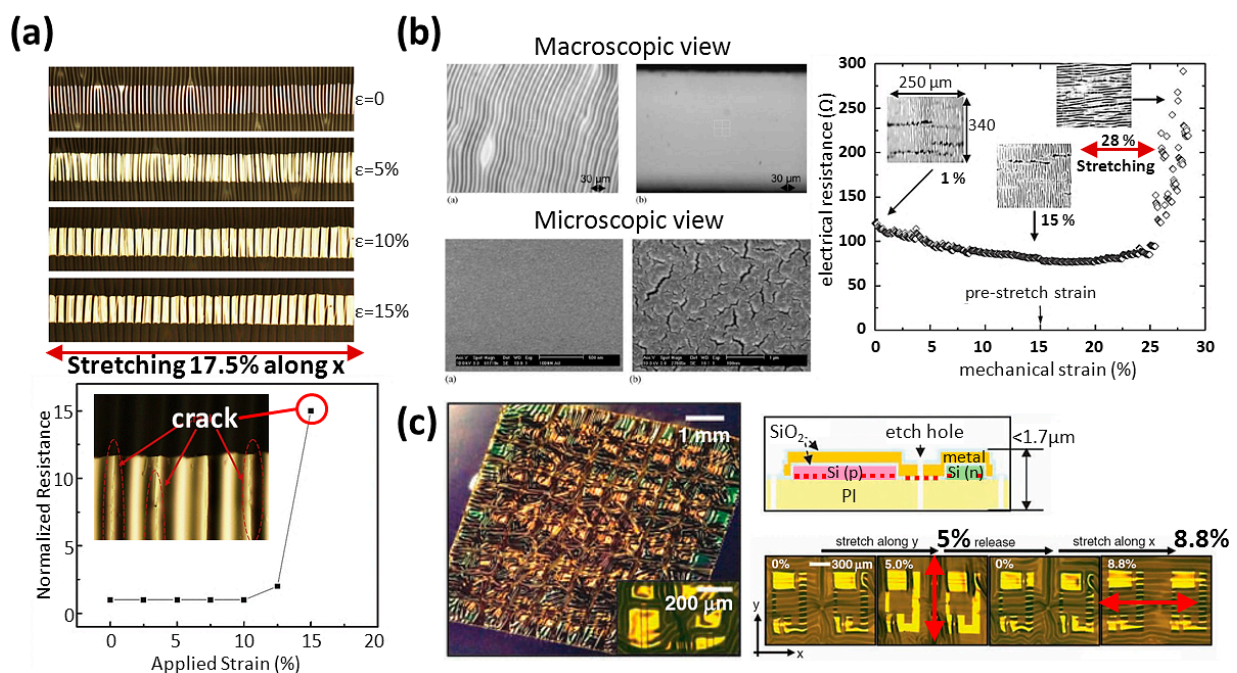 (a)
ε=0
ε=5%
ε=10%
ε=15%
Stretching 17.5% along x
crack
Normalized Resistance
15
10
5
0
0 5 10 15 20
Applied Strain (%)
(b)
Macroscopic view
30 µm
30 µm
(a)
(b)
Microscopic view
(a)
(b)
electrical resistance (Ω)
300
250
200
150
100
50
0
250 µm
340
1 %
15 %
28 %
Stretching
pre-stretch strain
0 5 10 15 20 25 30
mechanical strain (%)
(c)
1 mm
200 µm
SiO2
etch hole
<1.7µm
metal
Si (p)
Si (n)
PI
stretch along y
5%
release
stretch along x
8.8%
0%
300 µm
5.0%
0%
8.8%
y
x